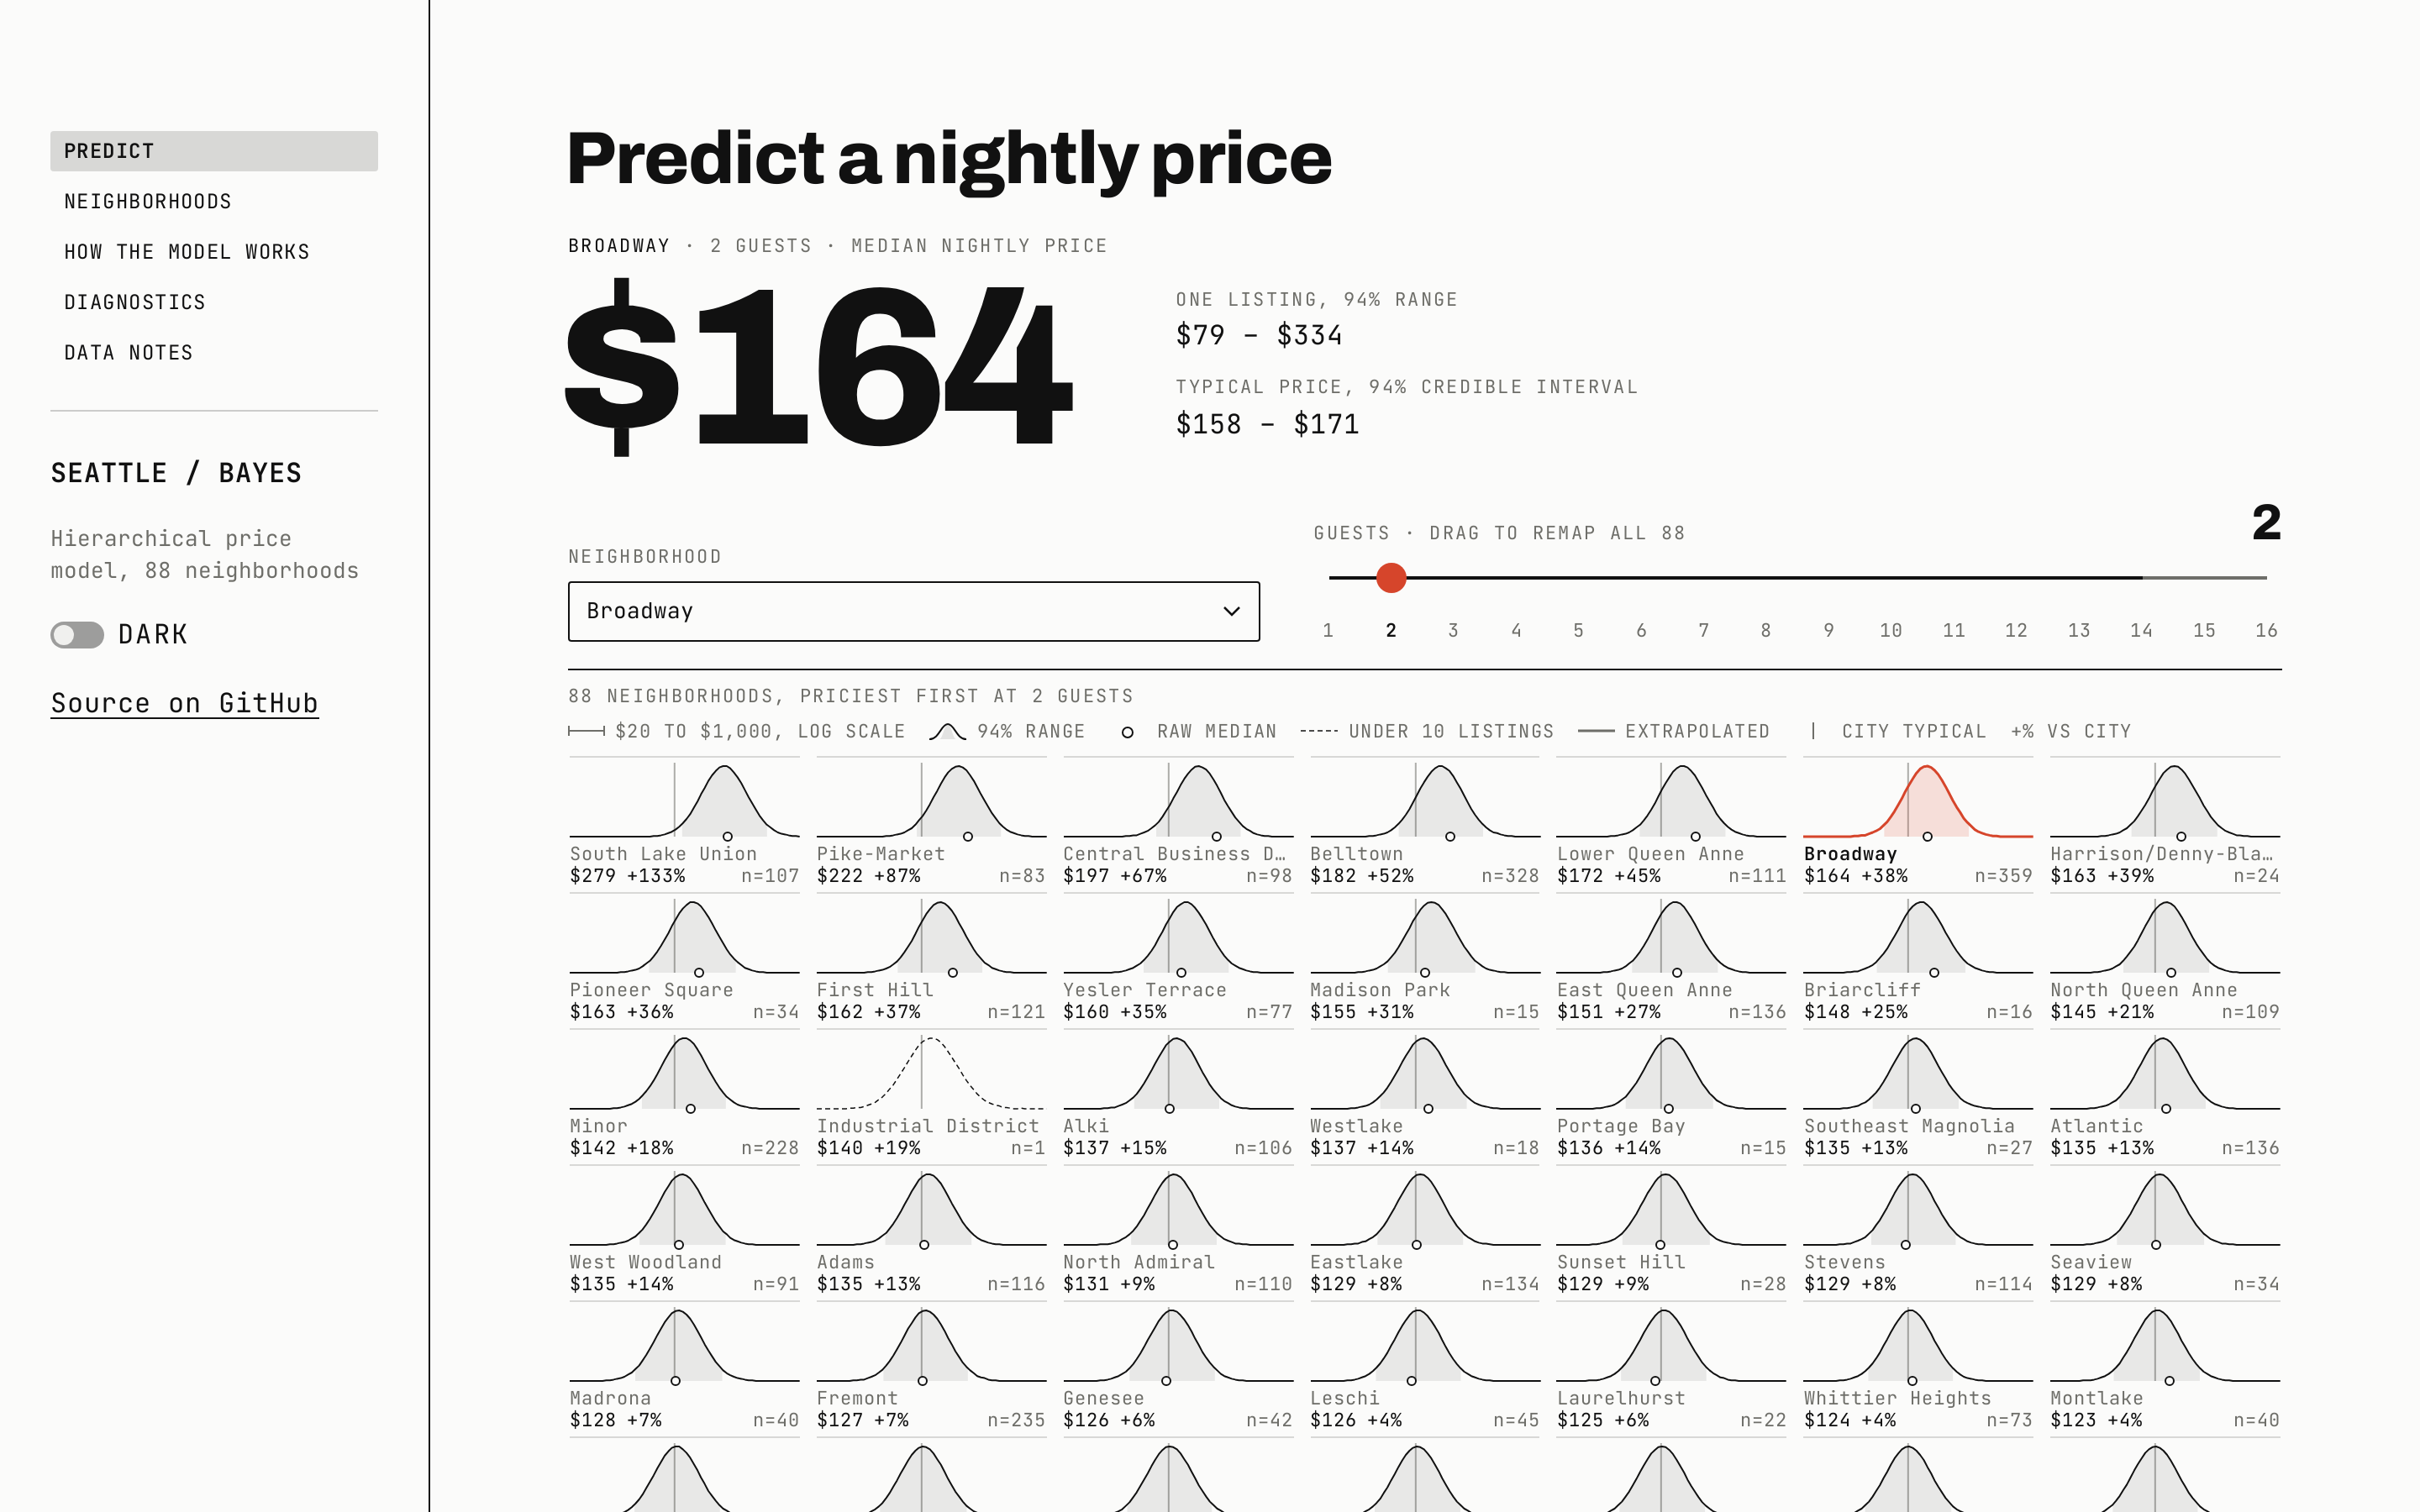 PREDICT
NEIGHBORHOODS
HOW THE MODEL WORKS
DIAGNOSTICS
DATA NOTES
SEATTLE / BAYES
Hierarchical price
model, 88 neighborhoods
DARK
Source on GitHub
Predict a nightly price
BROADWAY · 2 GUESTS · MEDIAN NIGHTLY PRICE
$164
ONE LISTING, 94% RANGE
$79 – $334
TYPICAL PRICE, 94% CREDIBLE INTERVAL
$158 – $171
NEIGHBORHOOD
Broadway
GUESTS · DRAG TO REMAP ALL 88
2
1 2 3 4 5 6 7 8 9 10 11 12 13 14 15 16
88 NEIGHBORHOODS, PRICIEST FIRST AT 2 GUESTS
$20 TO $1,000, LOG SCALE 94% RANGE RAW MEDIAN UNDER 10 LISTINGS EXTRAPOLATED CITY TYPICAL +% VS CITY
South Lake Union Pike-Market Central Business D… Belltown Lower Queen Anne Broadway Harrison/Denny-Bla…
$279 +133% n=107 $222 +87% n=83 $197 +67% n=98 $182 +52% n=328 $172 +45% n=111 $164 +38% n=359 $163 +39% n=24
Pioneer Square First Hill Yesler Terrace Madison Park East Queen Anne Briarcliff North Queen Anne
$163 +36% n=34 $162 +37% n=121 $160 +35% n=77 $155 +31% n=15 $151 +27% n=136 $148 +25% n=16 $145 +21% n=109
Minor Industrial District Alki Westlake Portage Bay Southeast Magnolia Atlantic
$142 +18% n=228 $140 +19% n=1 $137 +15% n=106 $137 +14% n=18 $136 +14% n=15 $135 +13% n=27 $135 +13% n=136
West Woodland Adams North Admiral Eastlake Sunset Hill Stevens Seaview
$135 +14% n=91 $135 +13% n=116 $131 +9% n=110 $129 +8% n=134 $129 +9% n=28 $129 +8% n=114 $129 +8% n=34
Madrona Fremont Genesee Leschi Laurelhurst Whittier Heights Montlake
$128 +7% n=40 $127 +7% n=235 $126 +6% n=42 $126 +4% n=45 $125 +6% n=22 $124 +4% n=73 $123 +4% n=40